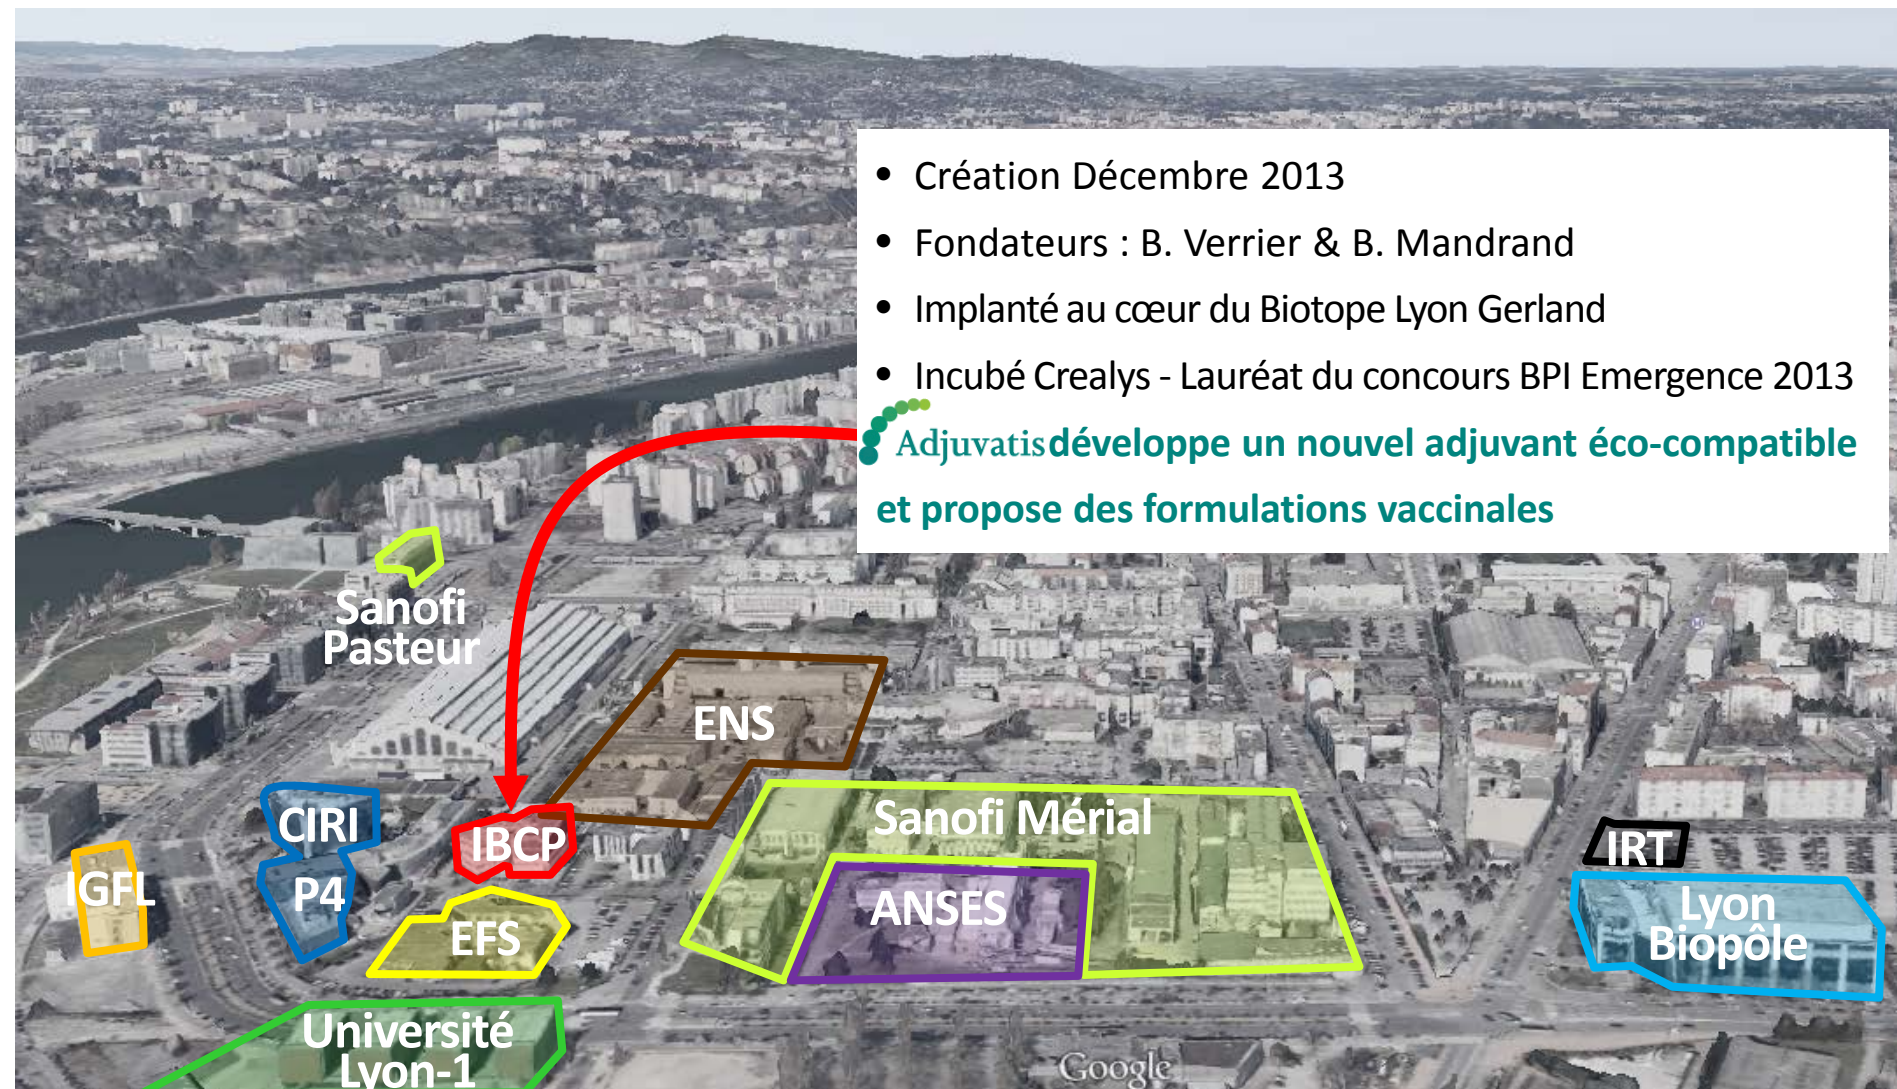 • Création Décembre 2013
• Fondateurs : B. Verrier & B. Mandrand
• Implanté au cœur du Biotope Lyon Gerland
• Incubé Crealys - Lauréat du concours BPI Emergence 2013
Adjuvatis développe un nouvel adjuvant éco-compatible
et propose des formulations vaccinales
Sanofi
Pasteur
ENS
Sanofi Mérial
CIRI
IBCP
IRT
IGFL
P4
ANSES
EFS
Lyon
Biopôle
Université
Lyon-1
Google